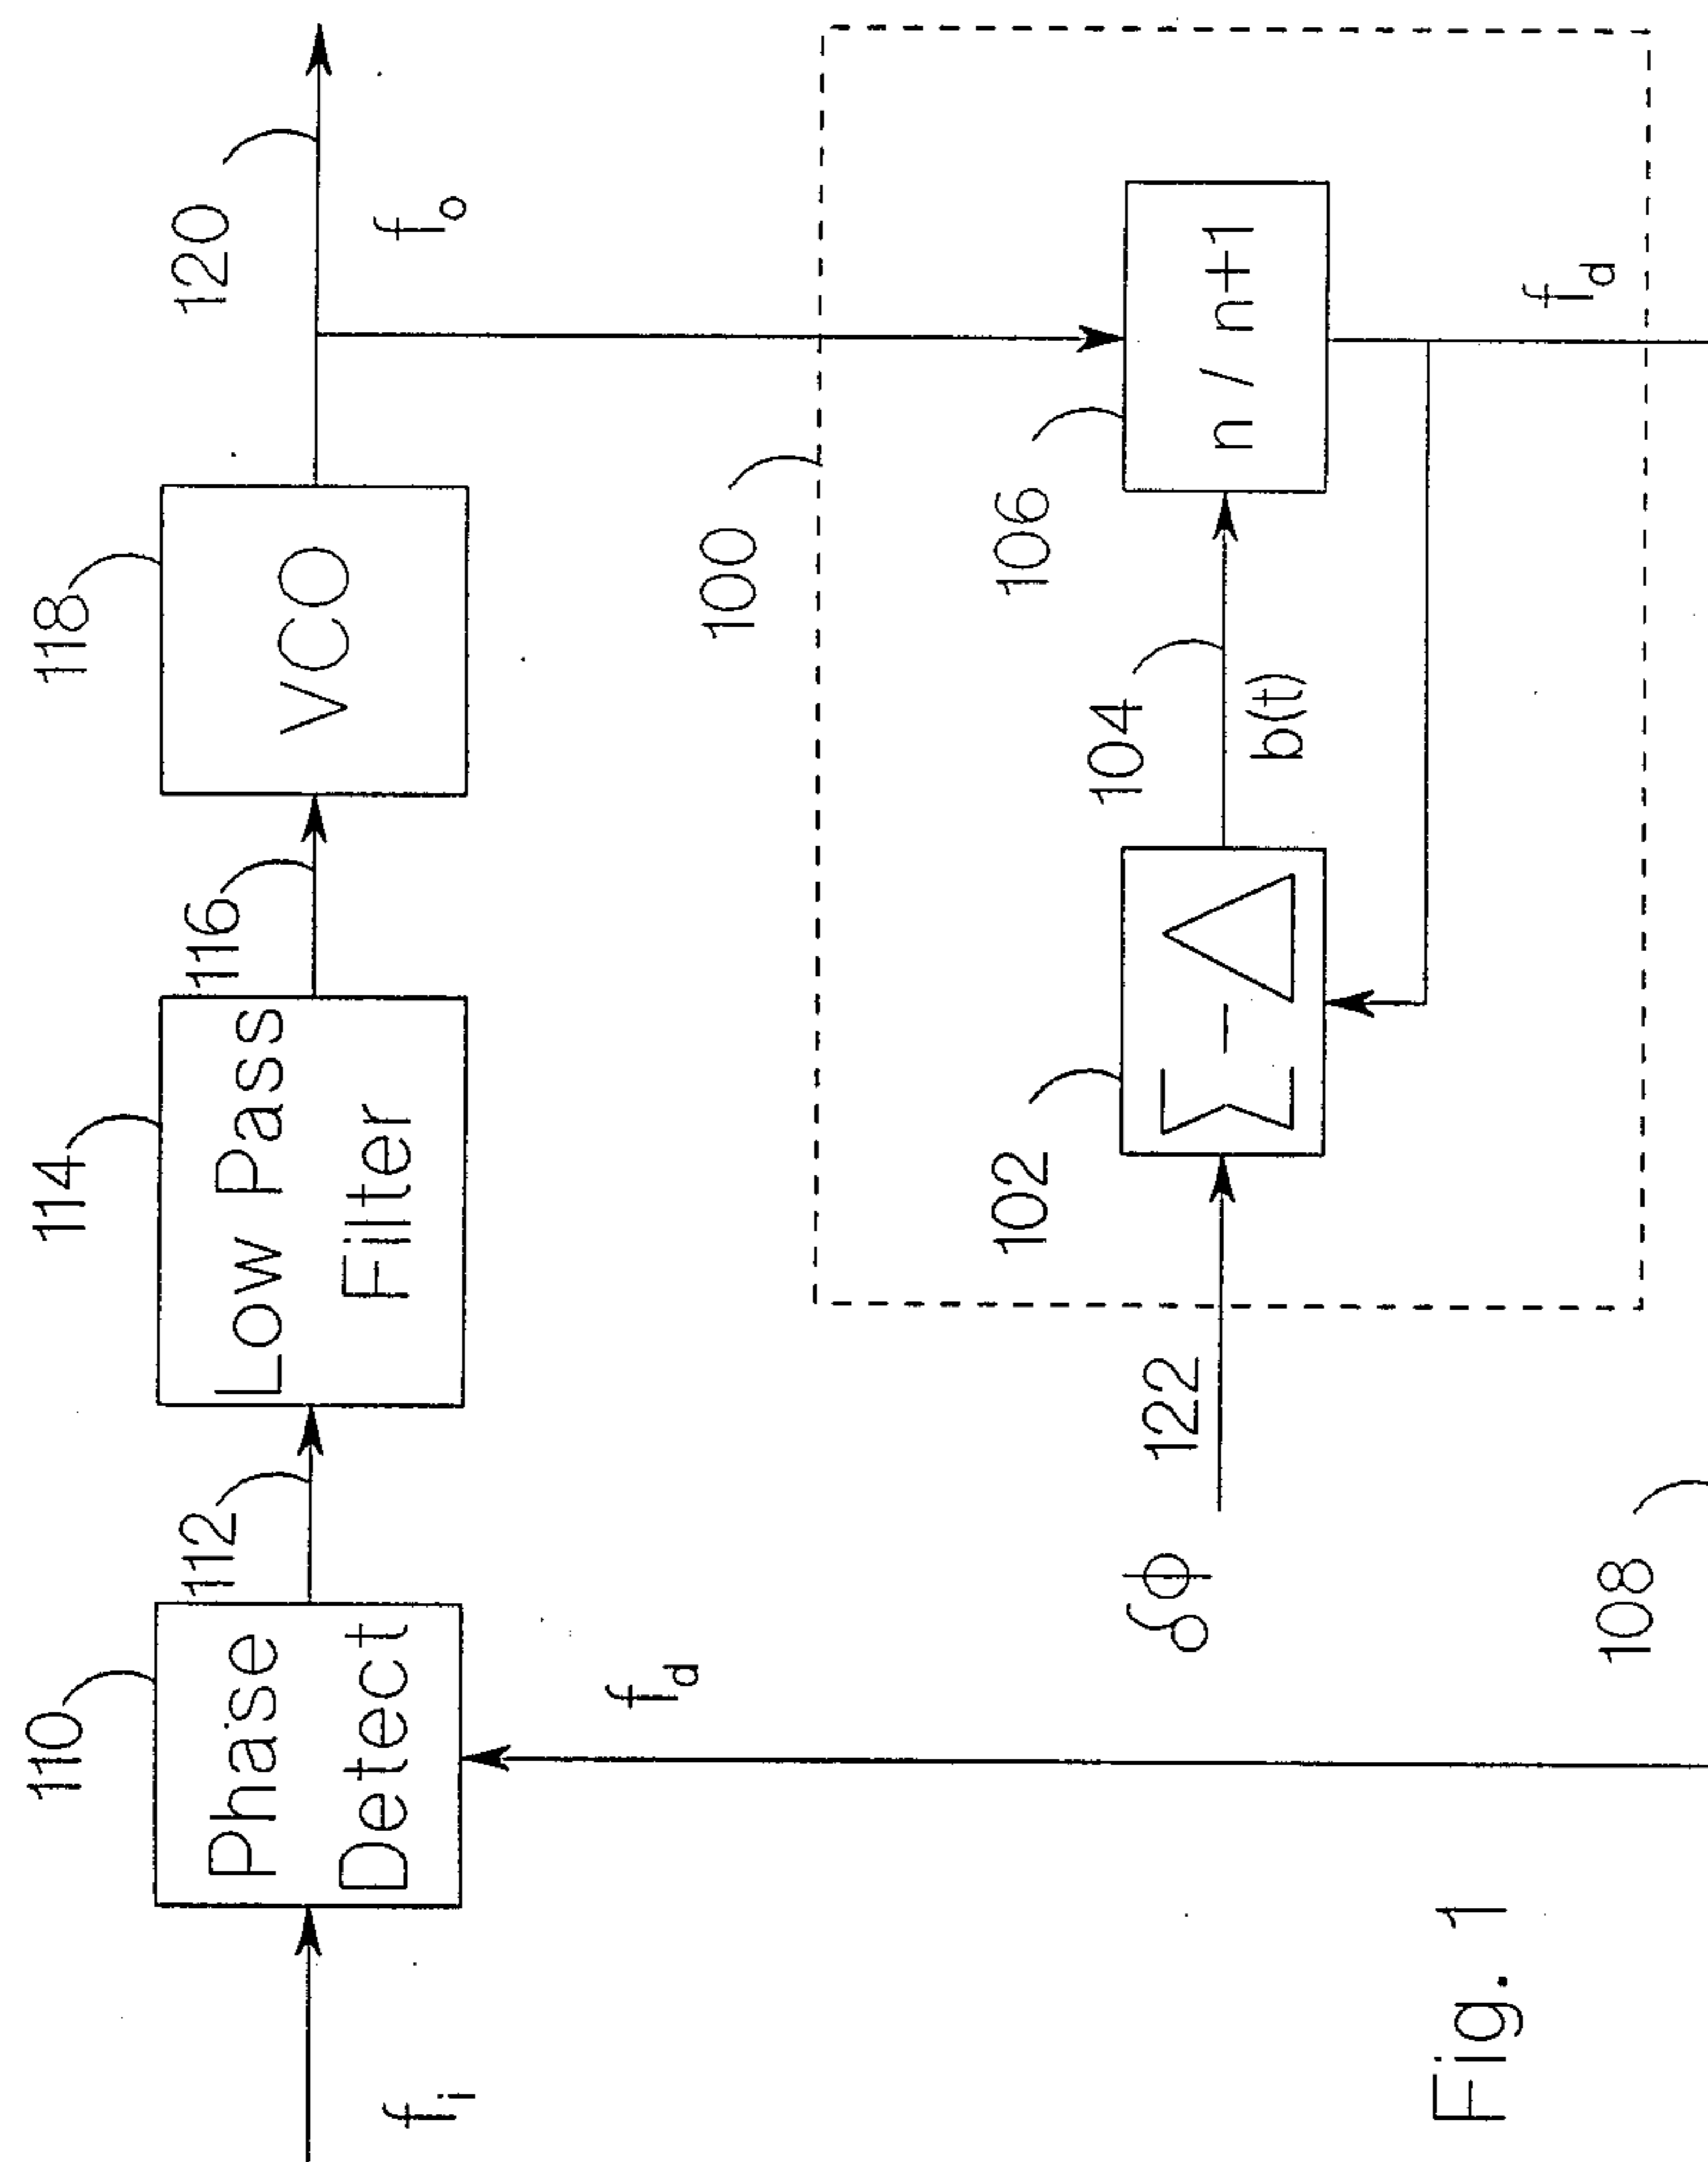 110
Phase
Detect
112
114
Low Pass
Filter
116
118
VCO
120
f_i
f_d
f_o
100
δφ
122
102
Σ - Δ
104
b(t)
106
n / n+1
f_d
108
Fig. 1